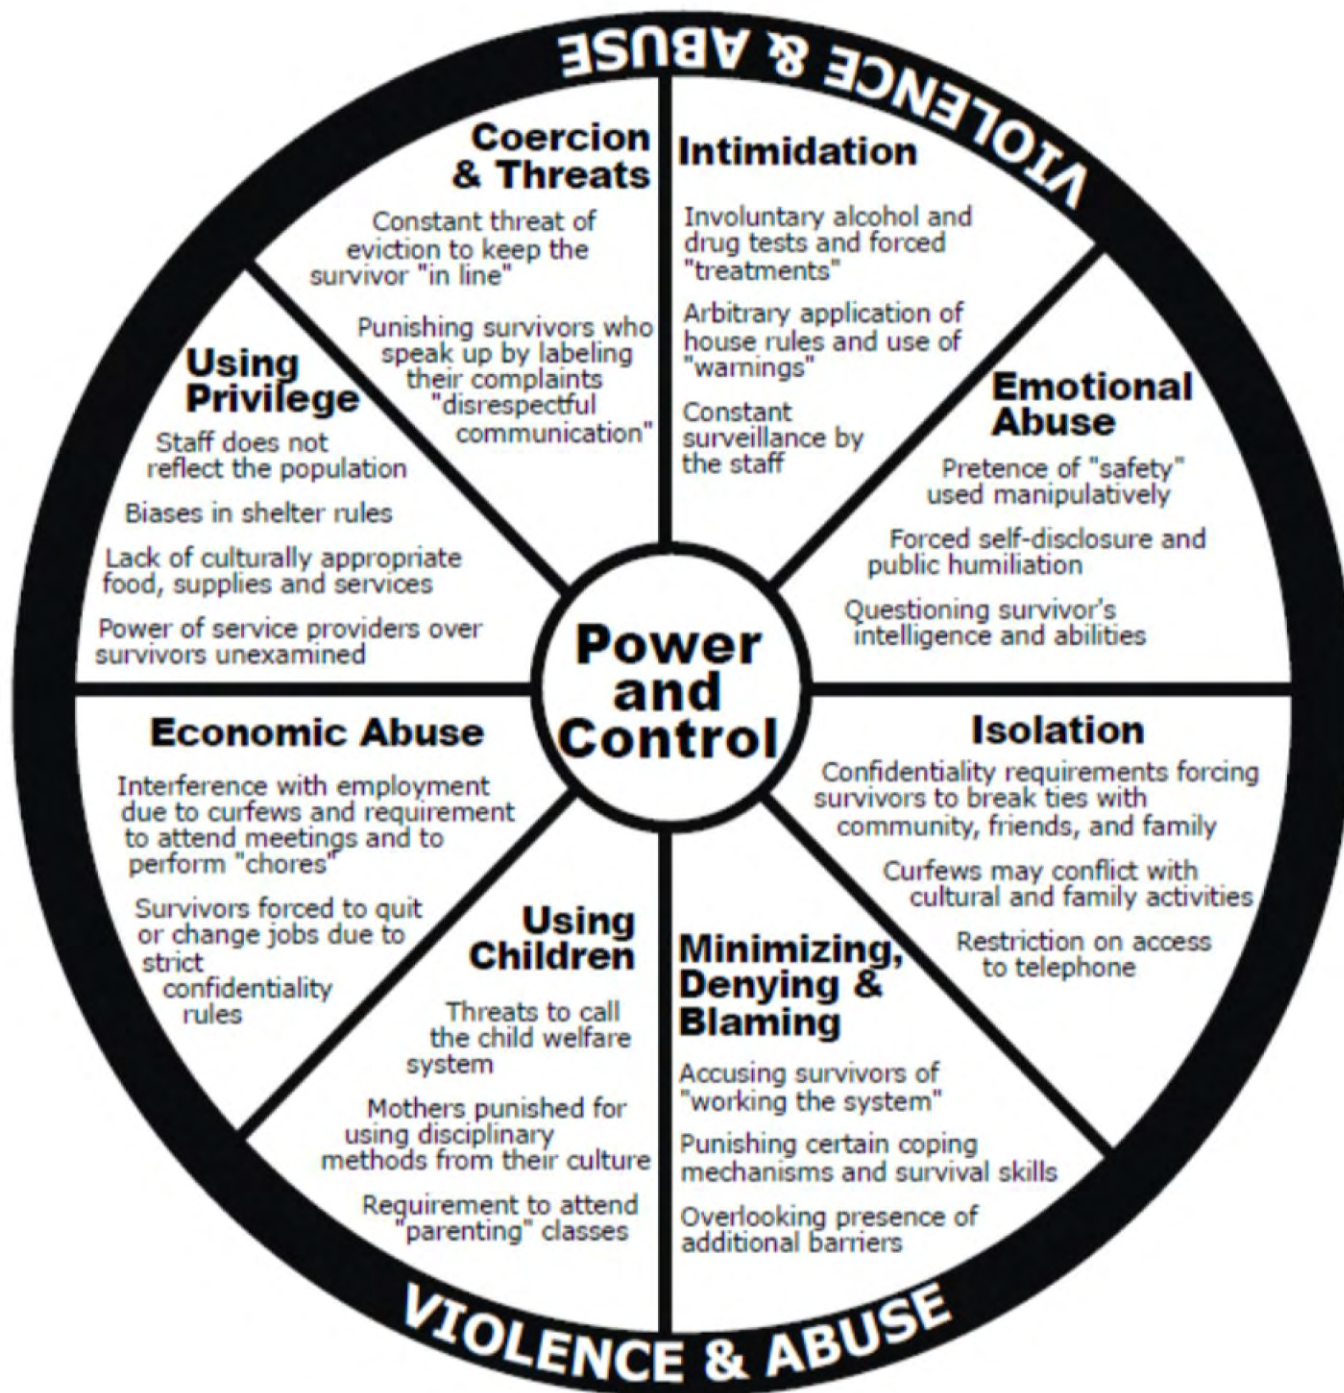 VIOLENCE & ABUSE
Coercion
& Threats
Constant threat of
eviction to keep the
survivor "in line"
Punishing survivors who
speak up by labeling
their complaints
"disrespectful
communication"
Intimidation
Involuntary alcohol and
drug tests and forced
"treatments"
Arbitrary application of
house rules and use of
"warnings"
Constant
surveillance by
the staff
Emotional
Abuse
Pretence of "safety"
used manipulatively
Forced self-disclosure and
public humiliation
Questioning survivor's
intelligence and abilities
Isolation
Confidentiality requirements forcing
survivors to break ties with
community, friends, and family
Curfews may conflict with
cultural and family activities
Restriction on access
to telephone
Minimizing,
Denying &
Blaming
Accusing survivors of
"working the system"
Punishing certain coping
mechanisms and survival skills
Overlooking presence of
additional barriers
Using
Children
Threats to call
the child welfare
system
Mothers punished for
using disciplinary
methods from their culture
Requirement to attend
"parenting" classes
Economic Abuse
Interference with employment
due to curfews and requirement
to attend meetings and to
perform "chores"
Survivors forced to quit
or change jobs due to
strict
confidentiality
rules
Using
Privilege
Staff does not
reflect the population
Biases in shelter rules
Lack of culturally appropriate
food, supplies and services
Power of service providers over
survivors unexamined
Power
and
Control
VIOLENCE & ABUSE